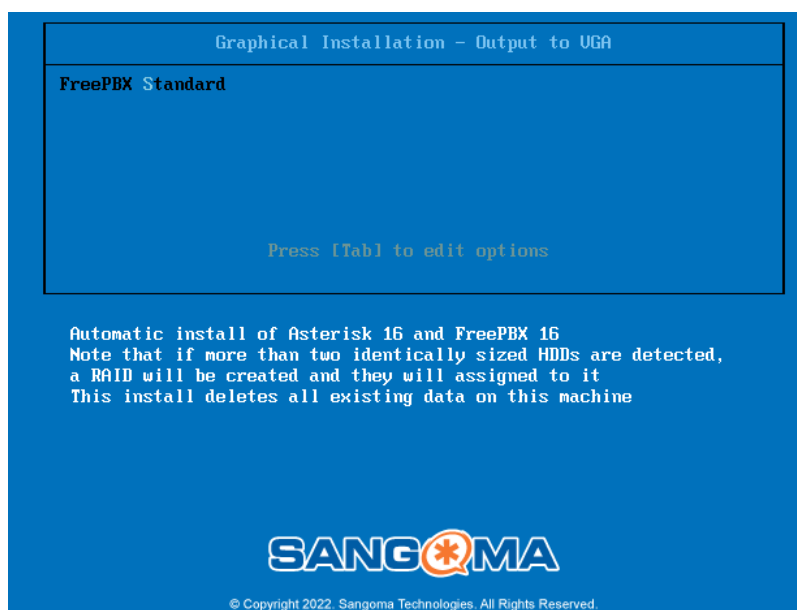 Graphical Installation - Output to VGA
FreePBX Standard
Press [Tab] to edit options
Automatic install of Asterisk 16 and FreePBX 16
Note that if more than two identically sized HDDs are detected,
a RAID will be created and they will assigned to it
This install deletes all existing data on this machine
SANGOMA
© Copyright 2022. Sangoma Technologies. All Rights Reserved.